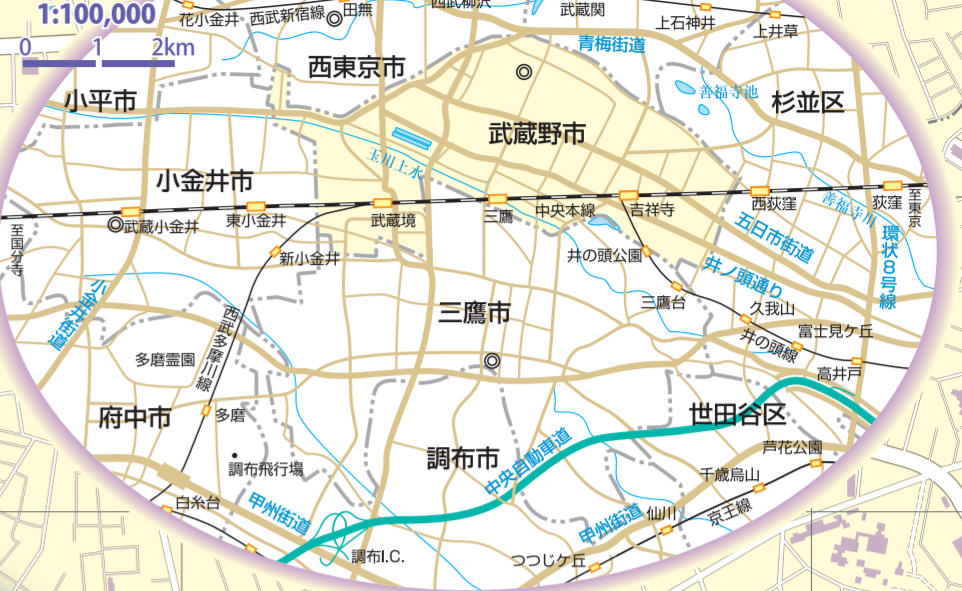 1:100,000
0 1 2km
花小金井
西武新宿線
田無
西武柳沢
武蔵関
上石神井
上井草
青梅街道
西東京市
小平市
善福寺池
杉並区
武蔵野市
玉川上水
小金井市
武蔵小金井
東小金井
武蔵境
三鷹
中央本線
吉祥寺
西荻窪
荻窪
至東京
善福寺川
至国分寺
新小金井
井の頭公園
五日市街道
環状8号線
井ノ頭通り
三鷹台
久我山
小金井街道
西武多摩川線
三鷹市
井の頭線
富士見ケ丘
高井戸
多磨霊園
府中市
多磨
世田谷区
調布市
中央自動車道
芦花公園
調布飛行場
千歳烏山
白糸台
甲州街道
甲州街道
仙川
京王線
調布I.C.
つつじケ丘